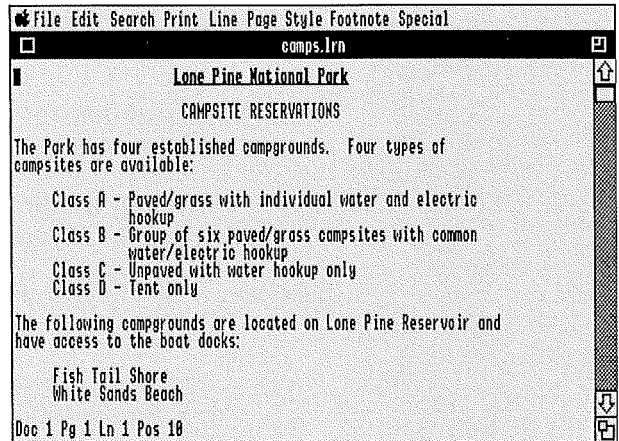 File Edit Search Print Line Page Style Footnote Special
camps.lrn
Lone Pine National Park
CAMPSITE RESERVATIONS
The Park has four established campgrounds. Four types of
campsites are available:
Class A - Paved/grass with individual water and electric
hookup
Class B - Group of six paved/grass campsites with common
water/electric hookup
Class C - Unpaved with water hookup only
Class D - Tent only
The following campgrounds are located on Lone Pine Reservoir and
have access to the boat docks:
Fish Tail Shore
White Sands Beach
Doc 1 Pg 1 Ln 1 Pos 10